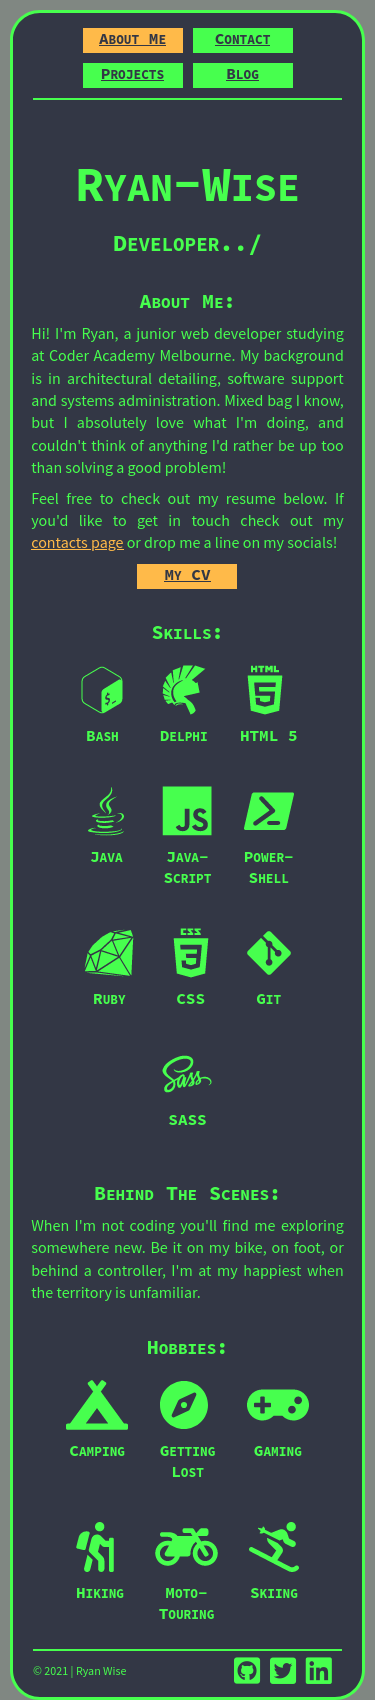 About Me Contact
Projects Blog
Ryan-Wise
Developer../
About Me:
Hi! I'm Ryan, a junior web developer studying
at Coder Academy Melbourne. My background
is in architectural detailing, software support
and systems administration. Mixed bag I know,
but I absolutely love what I'm doing, and
couldn't think of anything I'd rather be up too
than solving a good problem!
Feel free to check out my resume below. If
you'd like to get in touch check out my
contacts page or drop me a line on my socials!
My CV
Skills:
HTML
5
Bash Delphi HTML 5
JS
Java Java- Power-
Script Shell
CSS
3
Ruby CSS Git
Sass
SASS
Behind The Scenes:
When I'm not coding you'll find me exploring
somewhere new. Be it on my bike, on foot, or
behind a controller, I'm at my happiest when
the territory is unfamiliar.
Hobbies:
Camping Getting Gaming
Lost
Hiking Moto- Skiing
Touring
© 2021 | Ryan Wise in